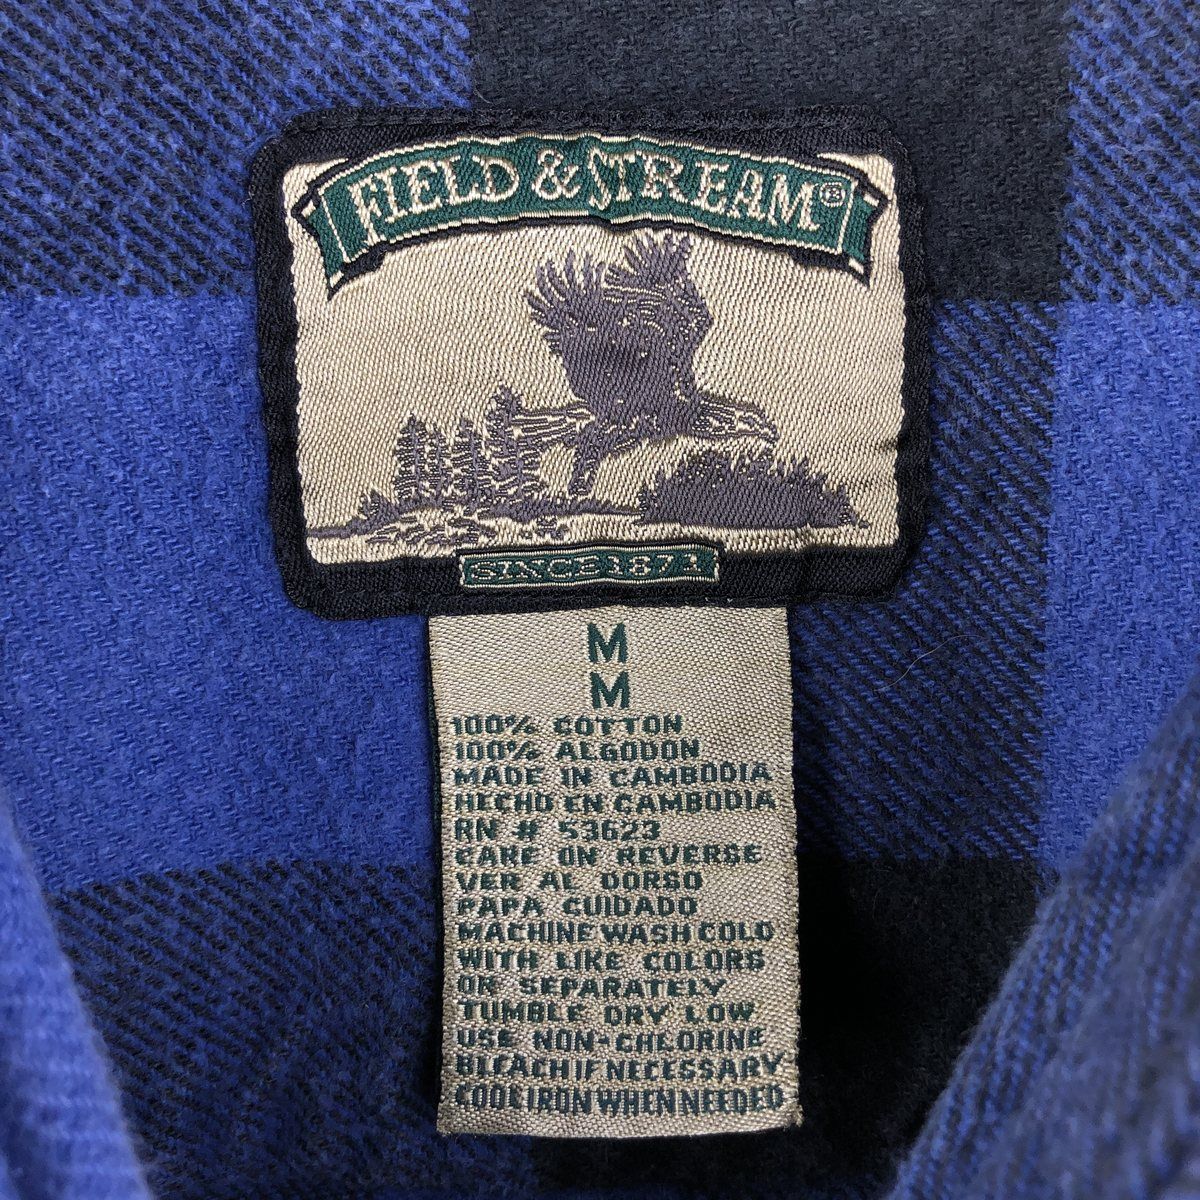 FIELD & STREAM®
SINCE 1871
M
M
100% COTTON
100% ALGODON
MADE IN CAMBODIA
HECHO EN CAMBODIA
RN # 53623
CARE ON REVERSE
VER AL DORSO
PAPA CUIDADO
MACHINE WASH COLD
WITH LIKE COLORS
OR SEPARATELY
TUMBLE DRY LOW
USE NON-CHLORINE
BLEACH IF NECESSARY
COOL IRON WHEN NEEDED